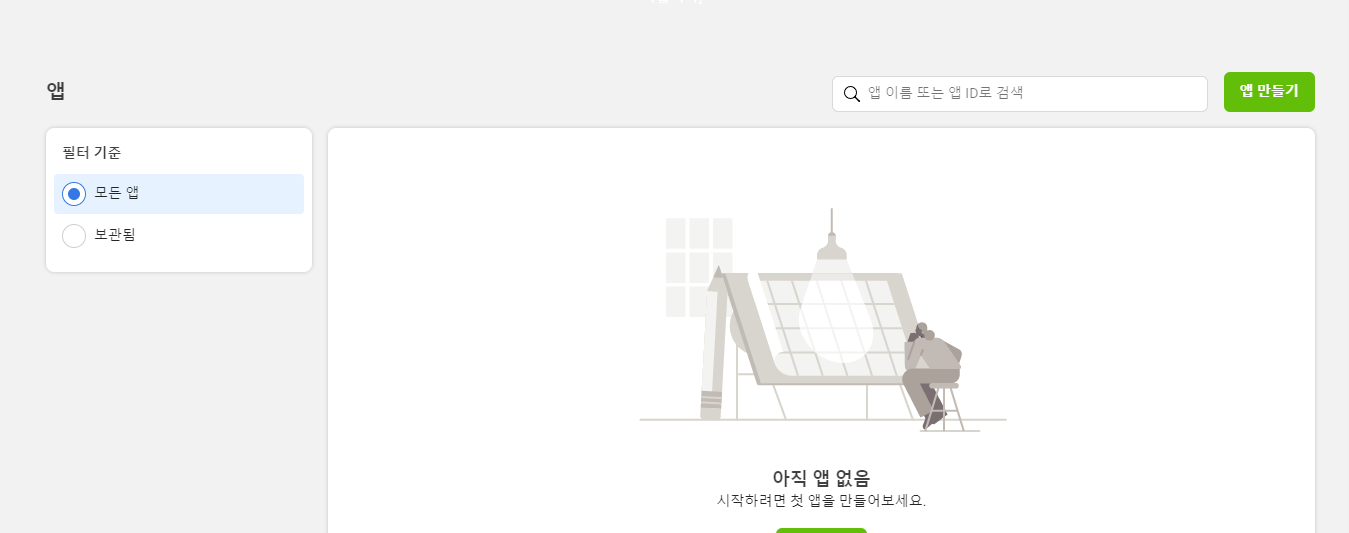 앱
앱 이름 또는 앱 ID로 검색
앱 만들기
필터 기준
모든 앱
보관됨
아직 앱 없음
시작하려면 첫 앱을 만들어보세요.